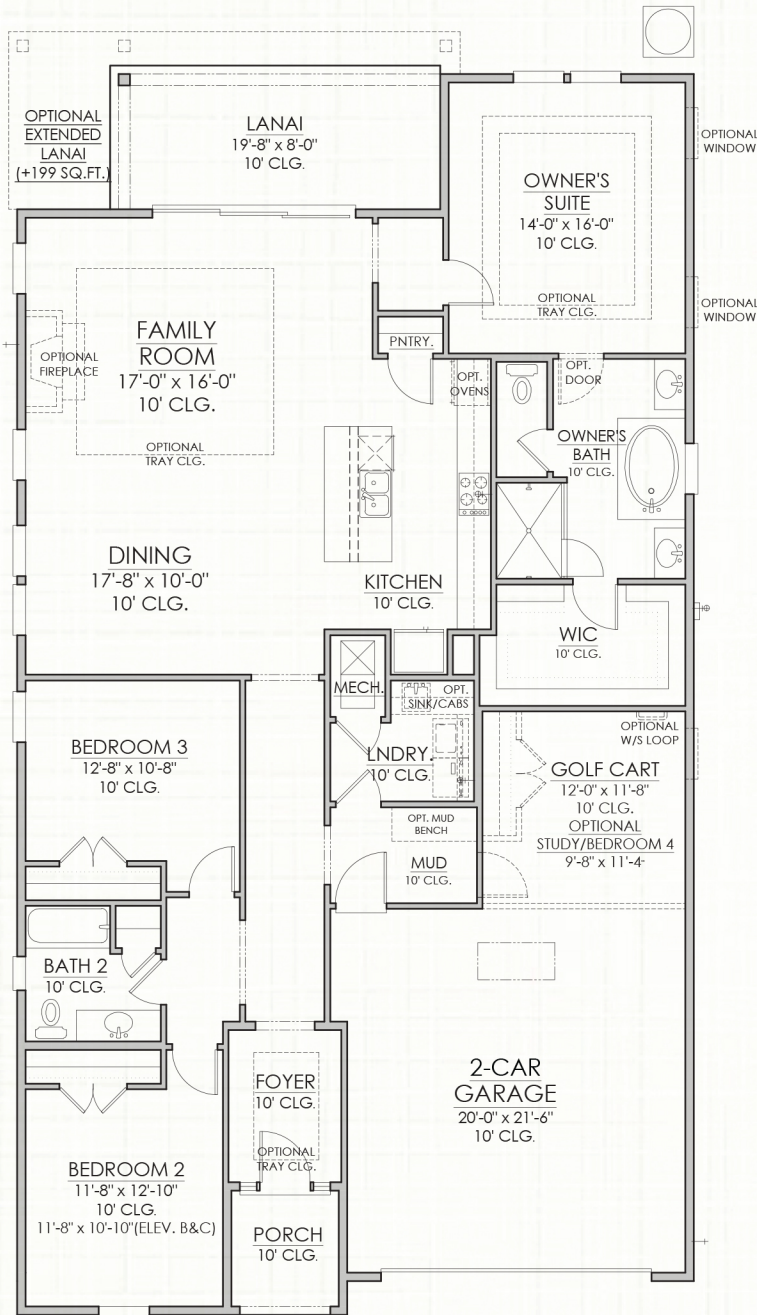 OPTIONAL
EXTENDED
LANAI
(+199 SQ.FT.)
LANAI
19'-8" x 8'-0"
10' CLG.
OWNER'S
SUITE
14'-0" x 16'-0"
10' CLG.
OPTIONAL
TRAY CLG.
OPTIONAL
WINDOW
OPTIONAL
WINDOW
FAMILY
ROOM
17'-0" x 16'-0"
10' CLG.
OPTIONAL
FIREPLACE
OPTIONAL
TRAY CLG.
PNTRY.
OPT.
OVENS
OPT.
DOOR
OWNER'S
BATH
10' CLG.
DINING
17'-8" x 10'-0"
10' CLG.
KITCHEN
10' CLG.
WIC
10' CLG.
MECH.
OPT.
SINK/CABS
LNDRY.
10' CLG.
BEDROOM 3
12'-8" x 10'-8"
10' CLG.
OPTIONAL
W/S LOOP
GOLF CART
12'-0" x 11'-8"
10' CLG.
OPTIONAL
STUDY/BEDROOM 4
9'-8" x 11'-4"
OPT. MUD
BENCH
MUD
10' CLG.
BATH 2
10' CLG.
FOYER
10' CLG.
OPTIONAL
TRAY CLG.
2-CAR
GARAGE
20'-0" x 21'-6"
10' CLG.
BEDROOM 2
11'-8" x 12'-10"
10' CLG.
11'-8" x 10'-10"(ELEV. B&C)
PORCH
10' CLG.